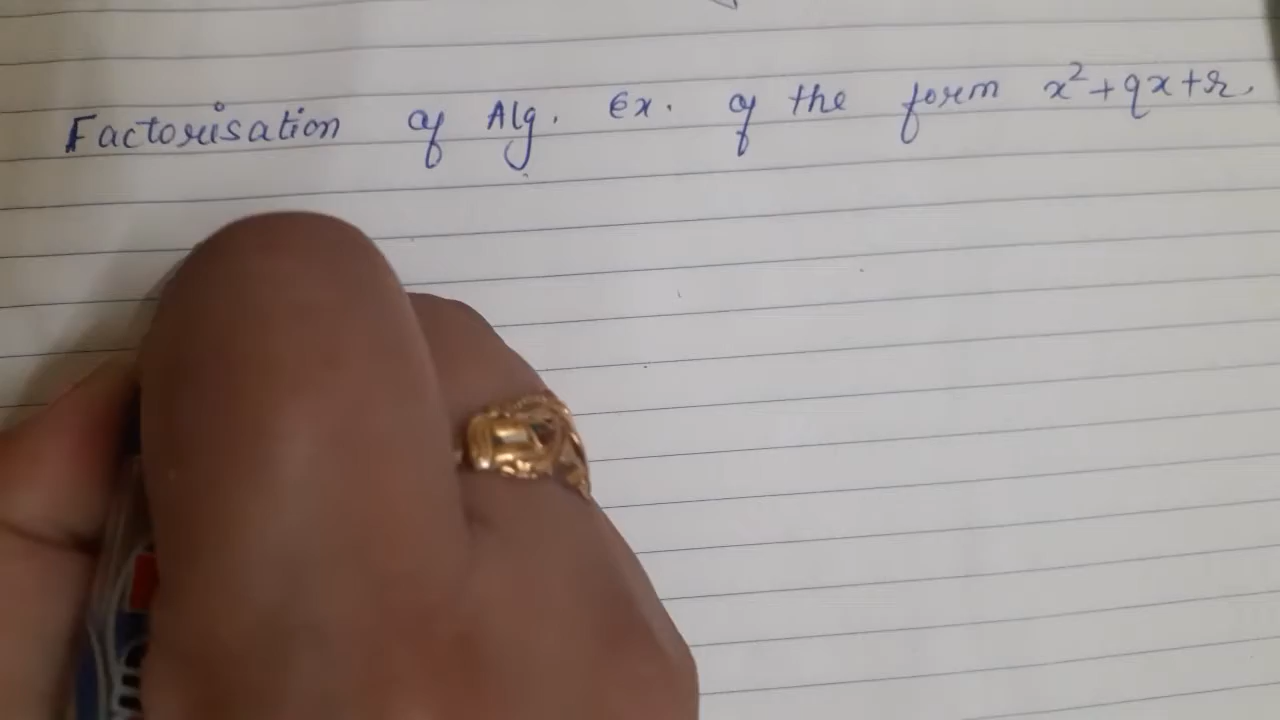 Factorisation of Alg. Ex. of the form x²+qx+r.